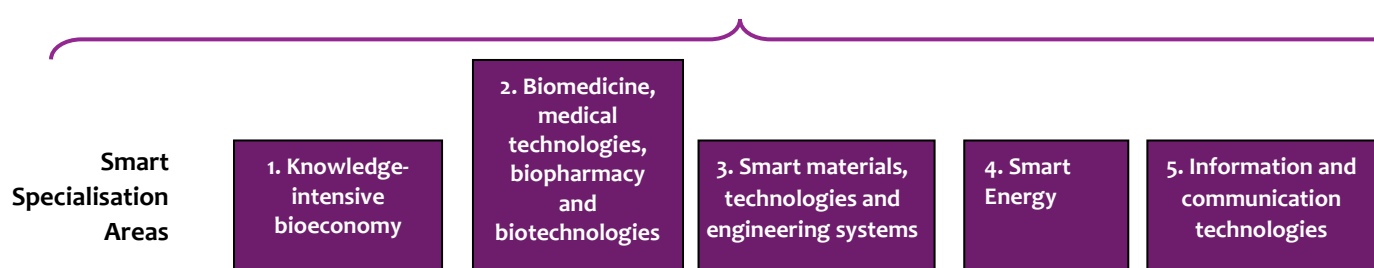 Smart
Specialisation
Areas
1. Knowledge-
intensive
bioeconomy
2. Biomedicine,
medical
technologies,
biopharmacy
and
biotechnologies
3. Smart materials,
technologies and
engineering systems
4. Smart
Energy
5. Information and
communication
technologies